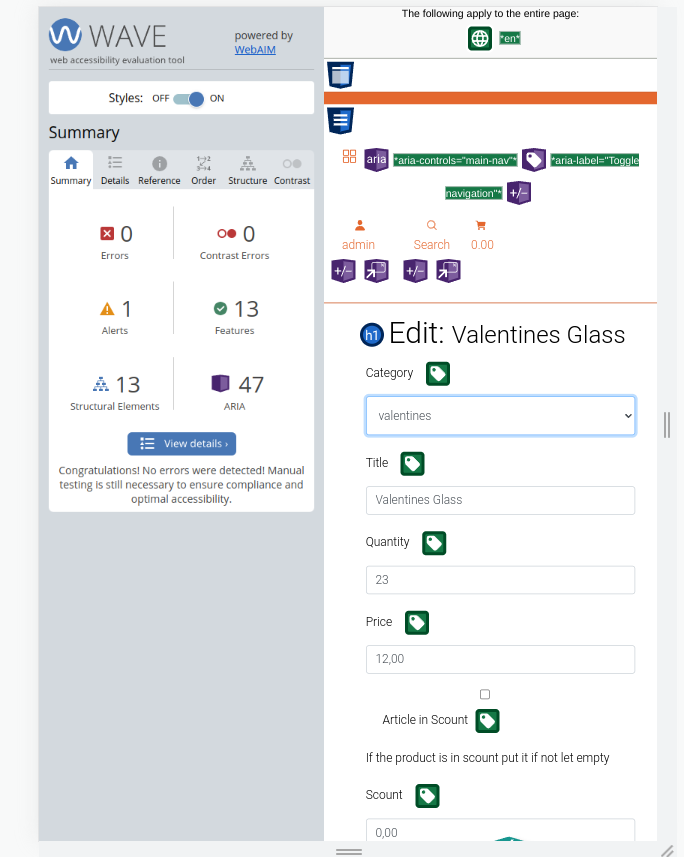 WAVE
powered by
WebAIM
web accessibility evaluation tool
Styles: OFF ON
Summary
Summary Details Reference Order Structure Contrast
0
Errors
0
Contrast Errors
1
Alerts
13
Features
13
Structural Elements
47
ARIA
View details ›
Congratulations! No errors were detected! Manual
testing is still necessary to ensure compliance and
optimal accessibility.
The following apply to the entire page:
*en*
aria *aria-controls="main-nav"* *aria-label="Toggle
navigation"* +/-
admin Search 0.00
+/- +/-
h1 Edit: Valentines Glass
Category
valentines
Title
Valentines Glass
Quantity
23
Price
12,00
Article in Scount
If the product is in scount put it if not let empty
Scount
0,00